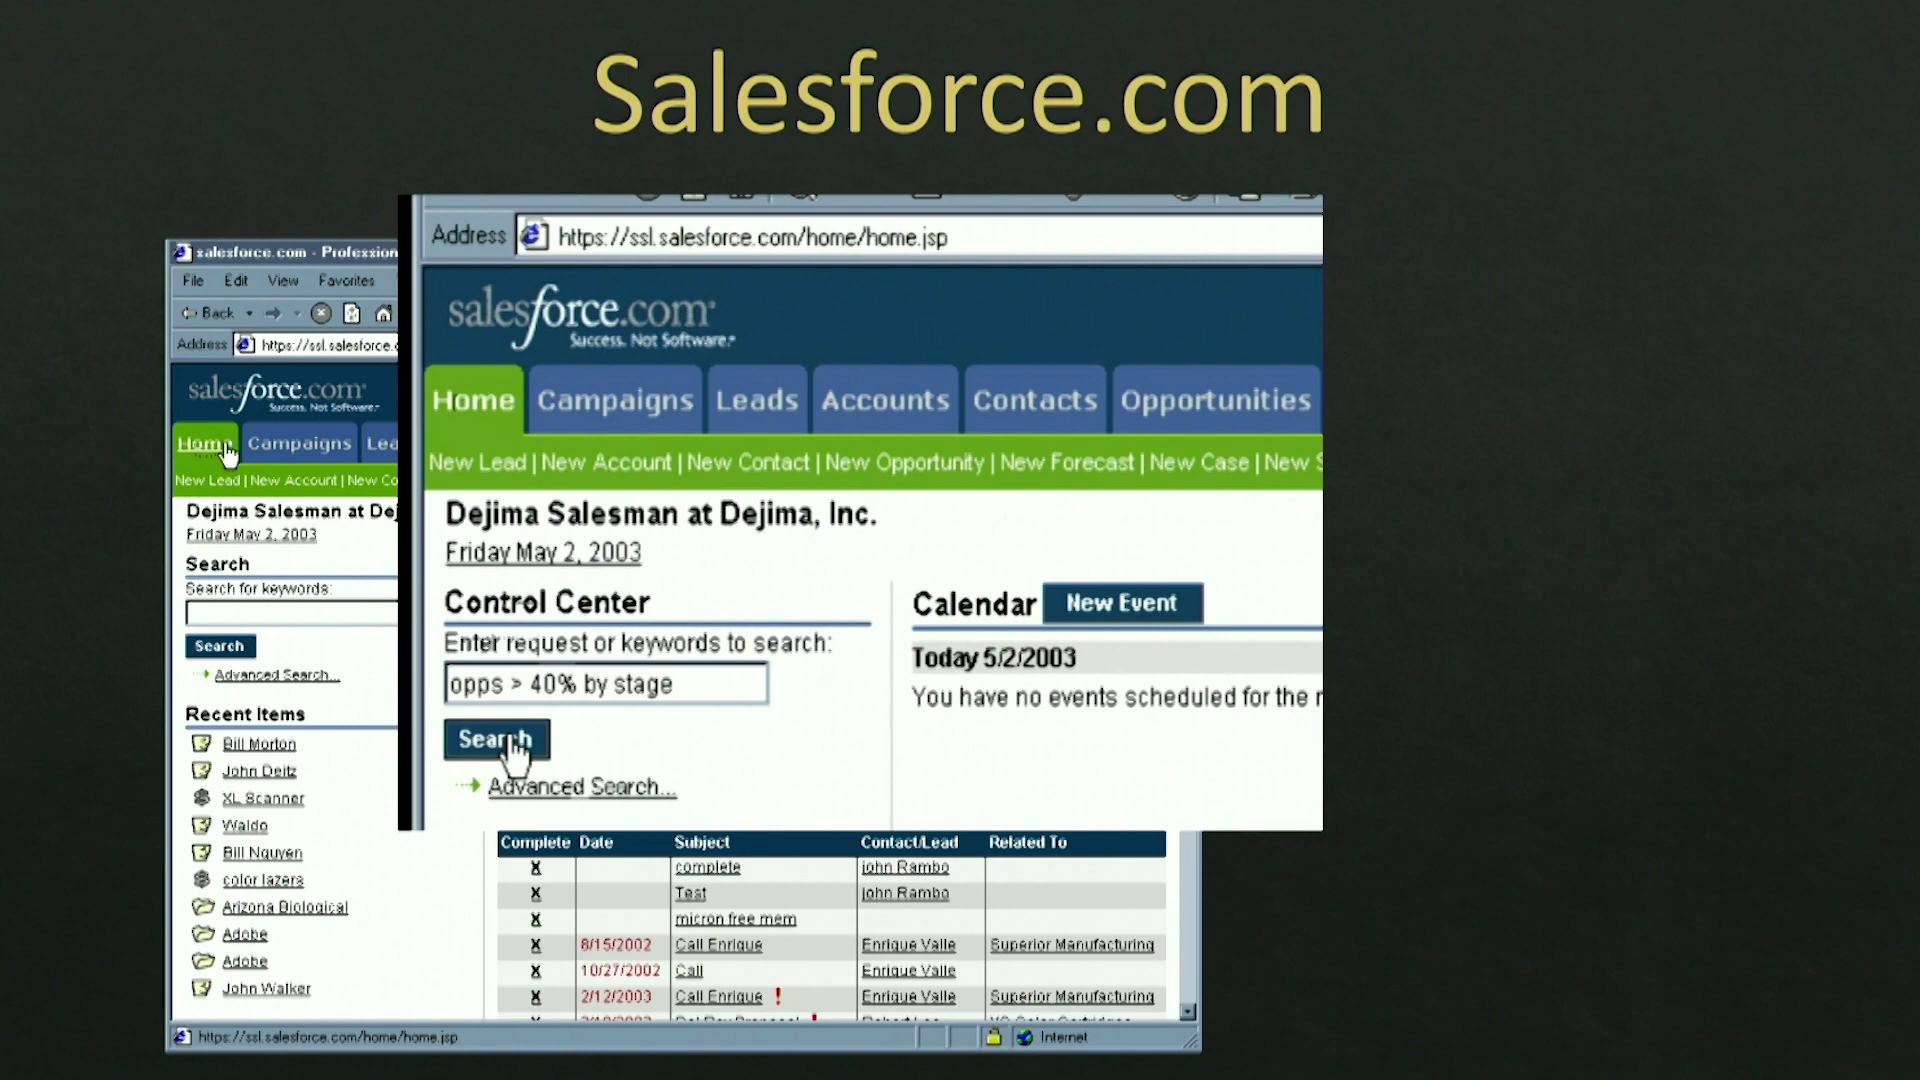 Salesforce.com
Address https://ssl.salesforce.com/home/home.jsp
salesforce.com
Success. Not Software.
Home Campaigns Leads Accounts Contacts Opportunities
New Lead | New Account | New Contact | New Opportunity | New Forecast | New Case | New
Dejima Salesman at Dejima, Inc.
Friday May 2, 2003
Control Center
Enter request or keywords to search:
opps > 40% by stage
Search
Advanced Search...
Calendar New Event
Today 5/2/2003
You have no events scheduled for the
salesforce.com - Profession
File Edit View Favorites
Back
Address https://ssl.salesforce.
salesforce.com
Success. Not Software.
Home Campaigns Lea
New Lead | New Account | New Co
Dejima Salesman at Dej
Friday May 2, 2003
Search
Search for keywords:
Search
Advanced Search...
Recent Items
Bill Morton
John Deitz
XL Scanner
Waldo
Bill Nguyen
color lazers
Arizona Biological
Adobe
Adobe
John Walker
Complete Date Subject Contact/Lead Related To
X complete john Rambo
X Test john Rambo
X micron free mem
X 8/15/2002 Call Enrique Enrique Valle Superior Manufacturing
X 10/27/2002 Call Enrique Valle
X 2/12/2003 Call Enrique ! Enrique Valle Superior Manufacturing
https://ssl.salesforce.com/home/home.jsp Internet